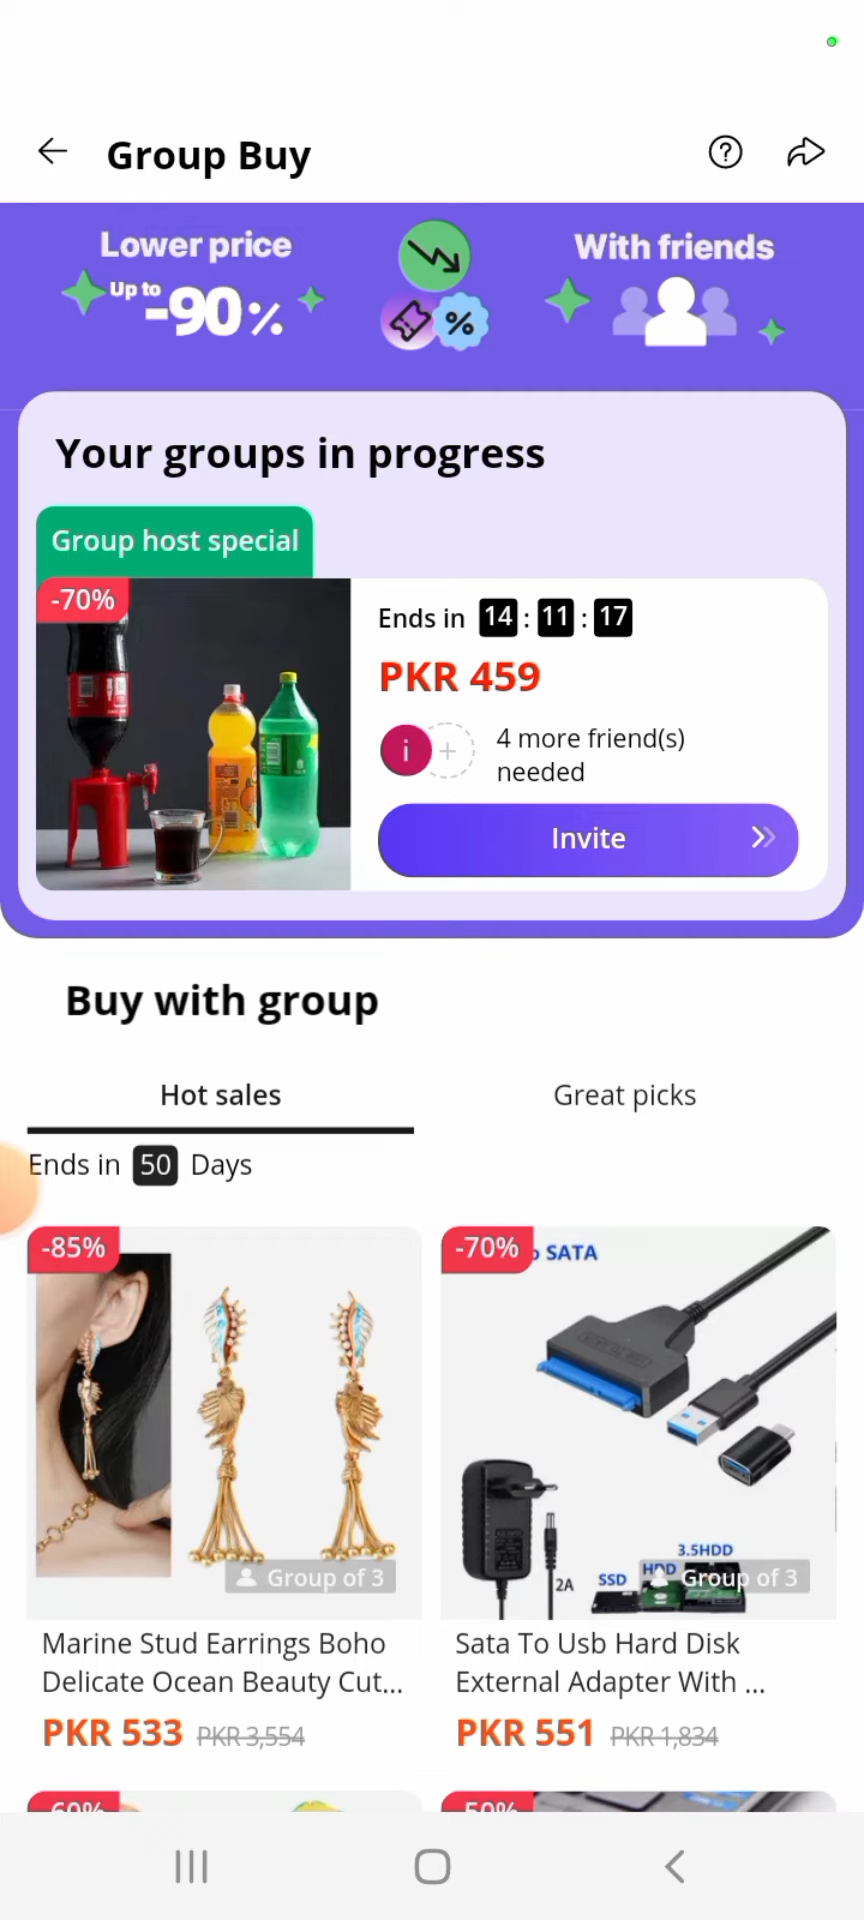 Group Buy
Lower price
Up to
-90%
%
With friends
Your groups in progress
Group host special
-70%
Ends in 14 : 11 : 17
PKR 459
i
+
4 more friend(s)
needed
Invite
Buy with group
Hot sales
Great picks
Ends in 50 Days
-85%
Group of 3
Marine Stud Earrings Boho
Delicate Ocean Beauty Cut...
PKR 533 PKR 3,554
-70%
SATA
3.5HDD
HDD
SSD
2A
Group of 3
Sata To Usb Hard Disk
External Adapter With ...
PKR 551 PKR 1,834
-60%
-50%